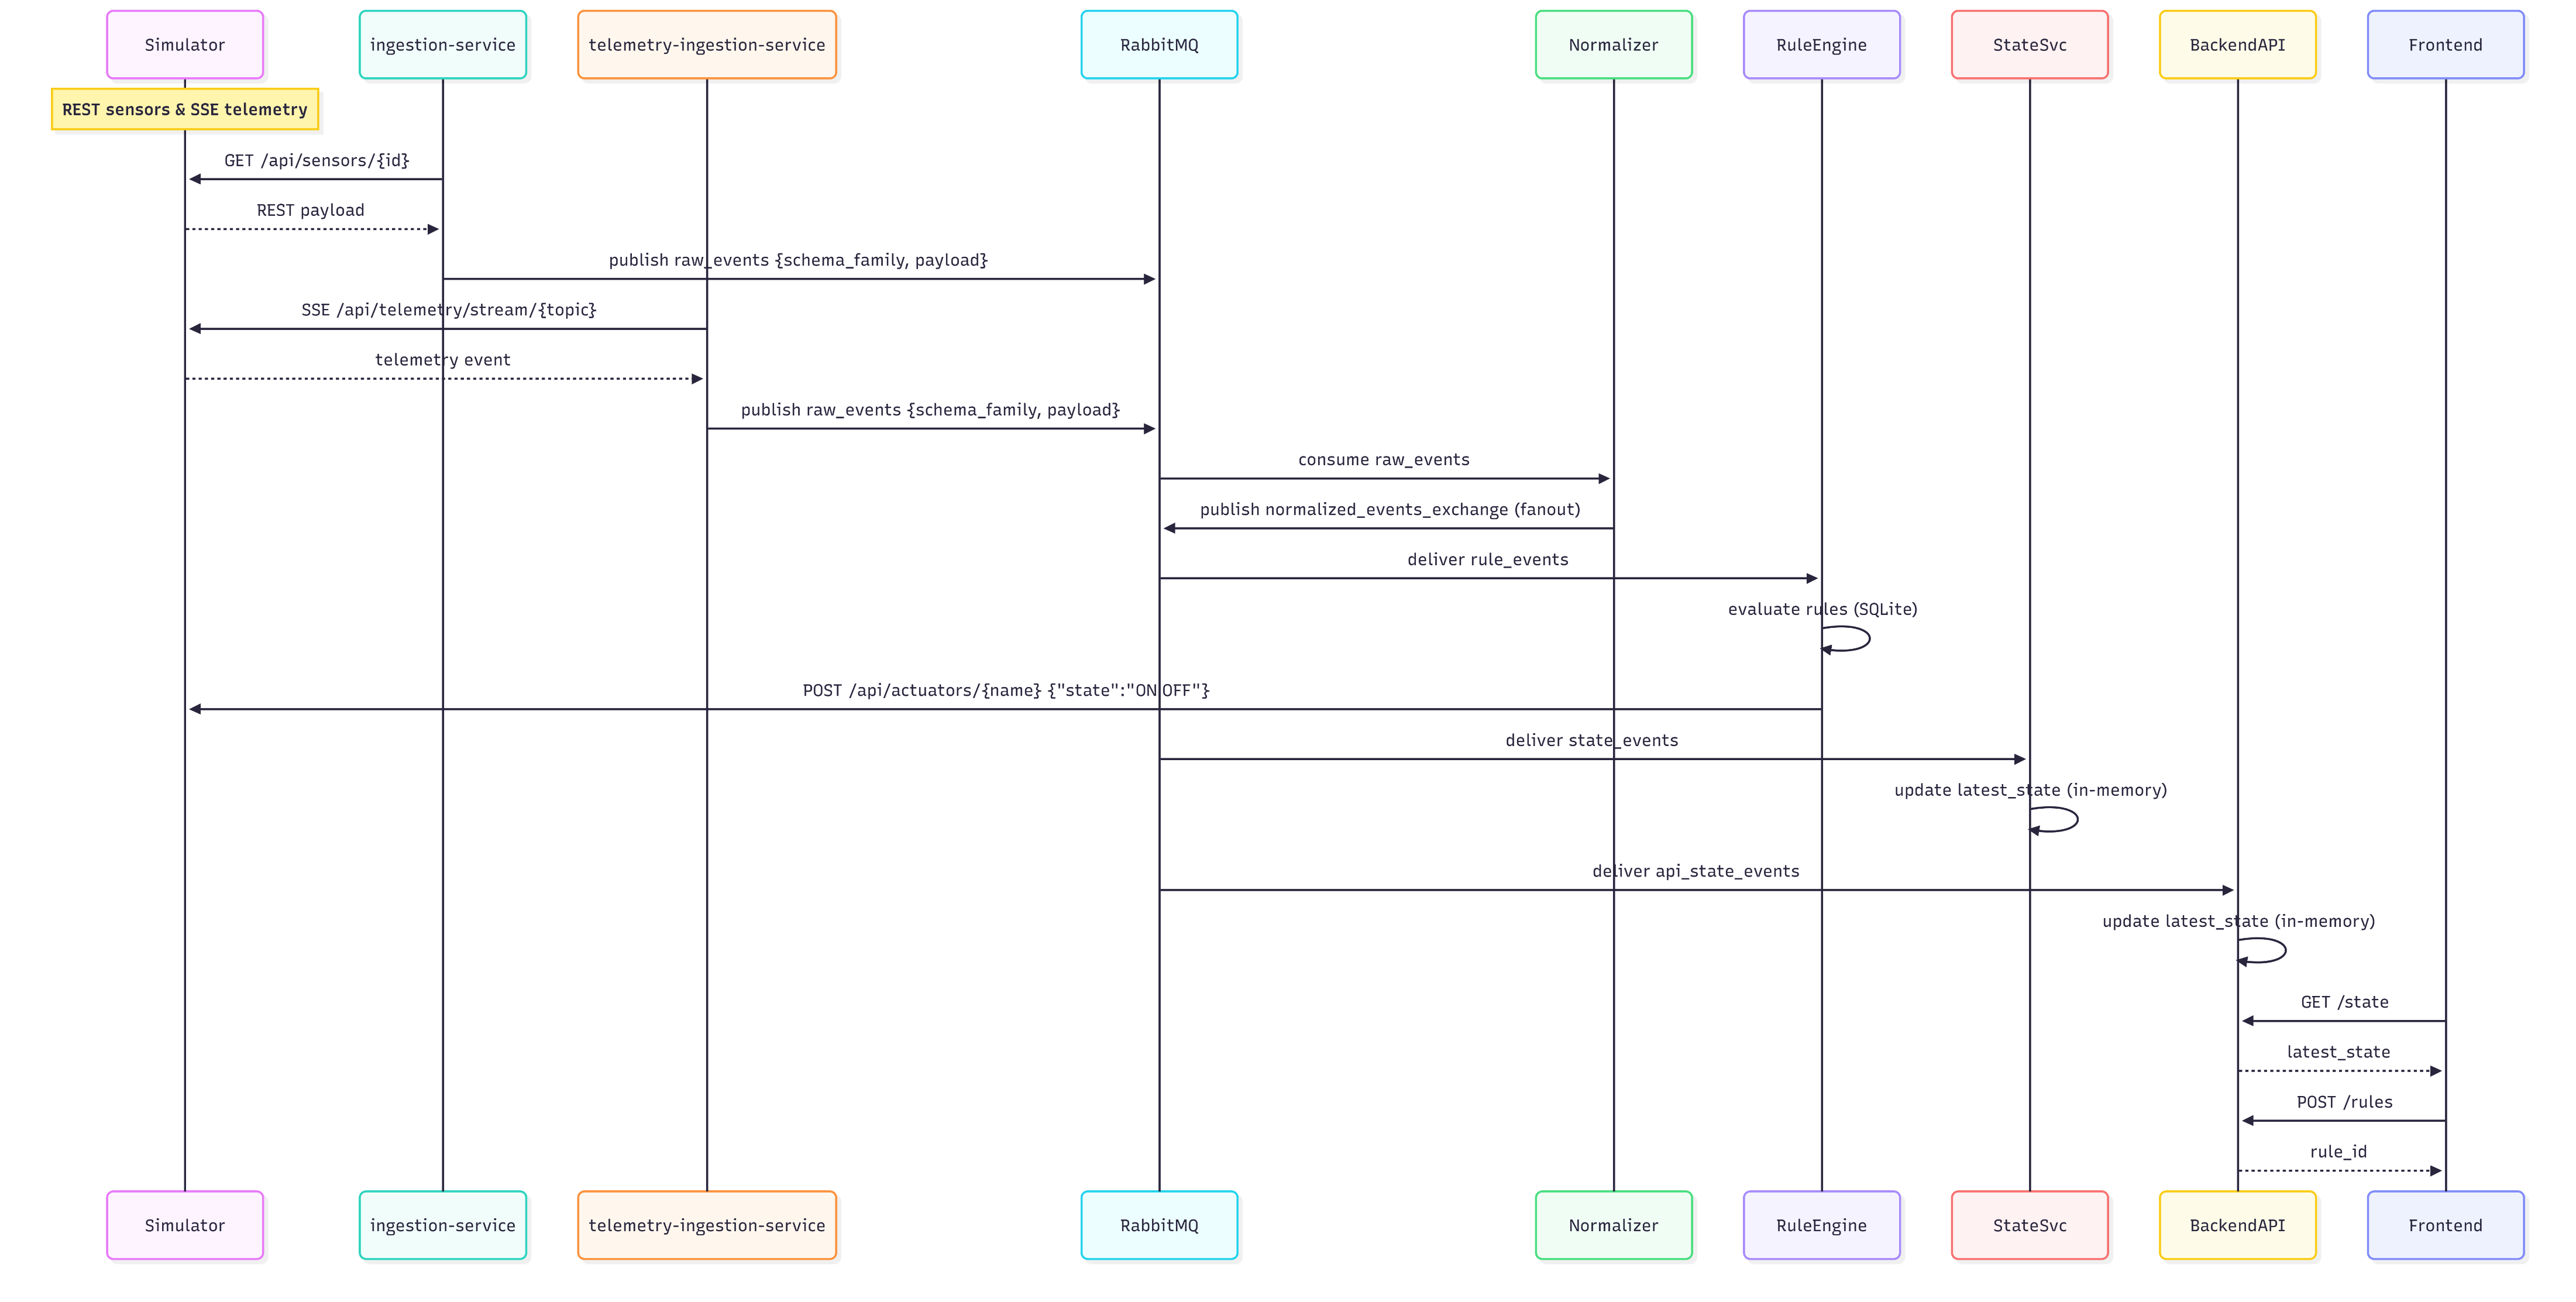 Simulator
ingestion-service
telemetry-ingestion-service
RabbitMQ
Normalizer
RuleEngine
StateSvc
BackendAPI
Frontend
REST sensors & SSE telemetry
GET /api/sensors/{id}
REST payload
publish raw_events {schema_family, payload}
SSE /api/telemetry/stream/{topic}
telemetry event
publish raw_events {schema_family, payload}
consume raw_events
publish normalized_events_exchange (fanout)
deliver rule_events
evaluate rules (SQLite)
POST /api/actuators/{name} {"state":"ON|OFF"}
deliver state_events
update latest_state (in-memory)
deliver api_state_events
update latest_state (in-memory)
GET /state
latest_state
POST /rules
rule_id
Simulator
ingestion-service
telemetry-ingestion-service
RabbitMQ
Normalizer
RuleEngine
StateSvc
BackendAPI
Frontend